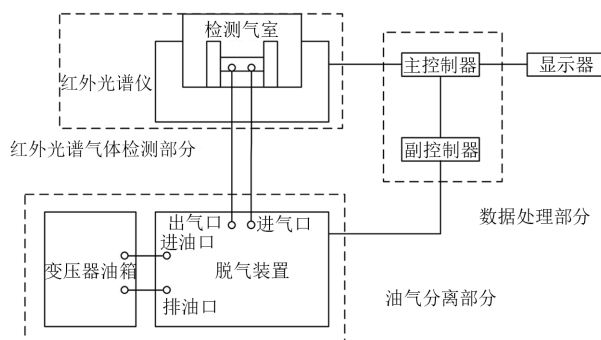 检测气室
红外光谱仪
主控制器
显示器
红外光谱气体检测部分
副控制器
数据处理部分
出气口
进气口
进油口
变压器油箱
脱气装置
排油口
油气分离部分